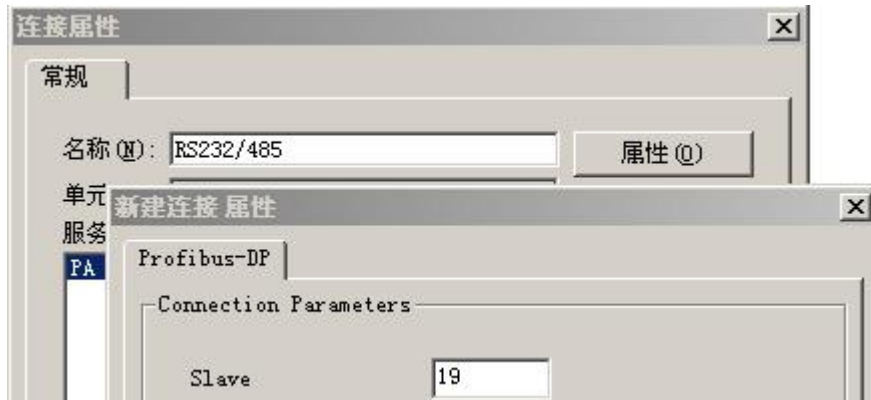 连接属性
常规
名称(N): RS232/485
属性(O)
单元
新建连接 属性
服务
PA
Profibus-DP
Connection Parameters
Slave 19